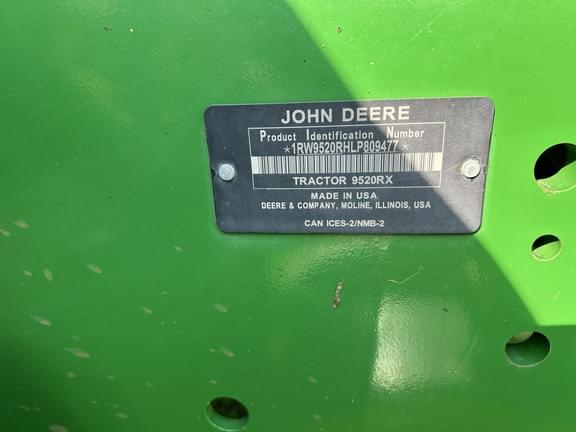 JOHN DEERE
Product Identification Number
*1RW9520RHLP809477*
TRACTOR 9520RX
MADE IN USA
DEERE & COMPANY, MOLINE, ILLINOIS, USA
CAN ICES-2/NMB-2